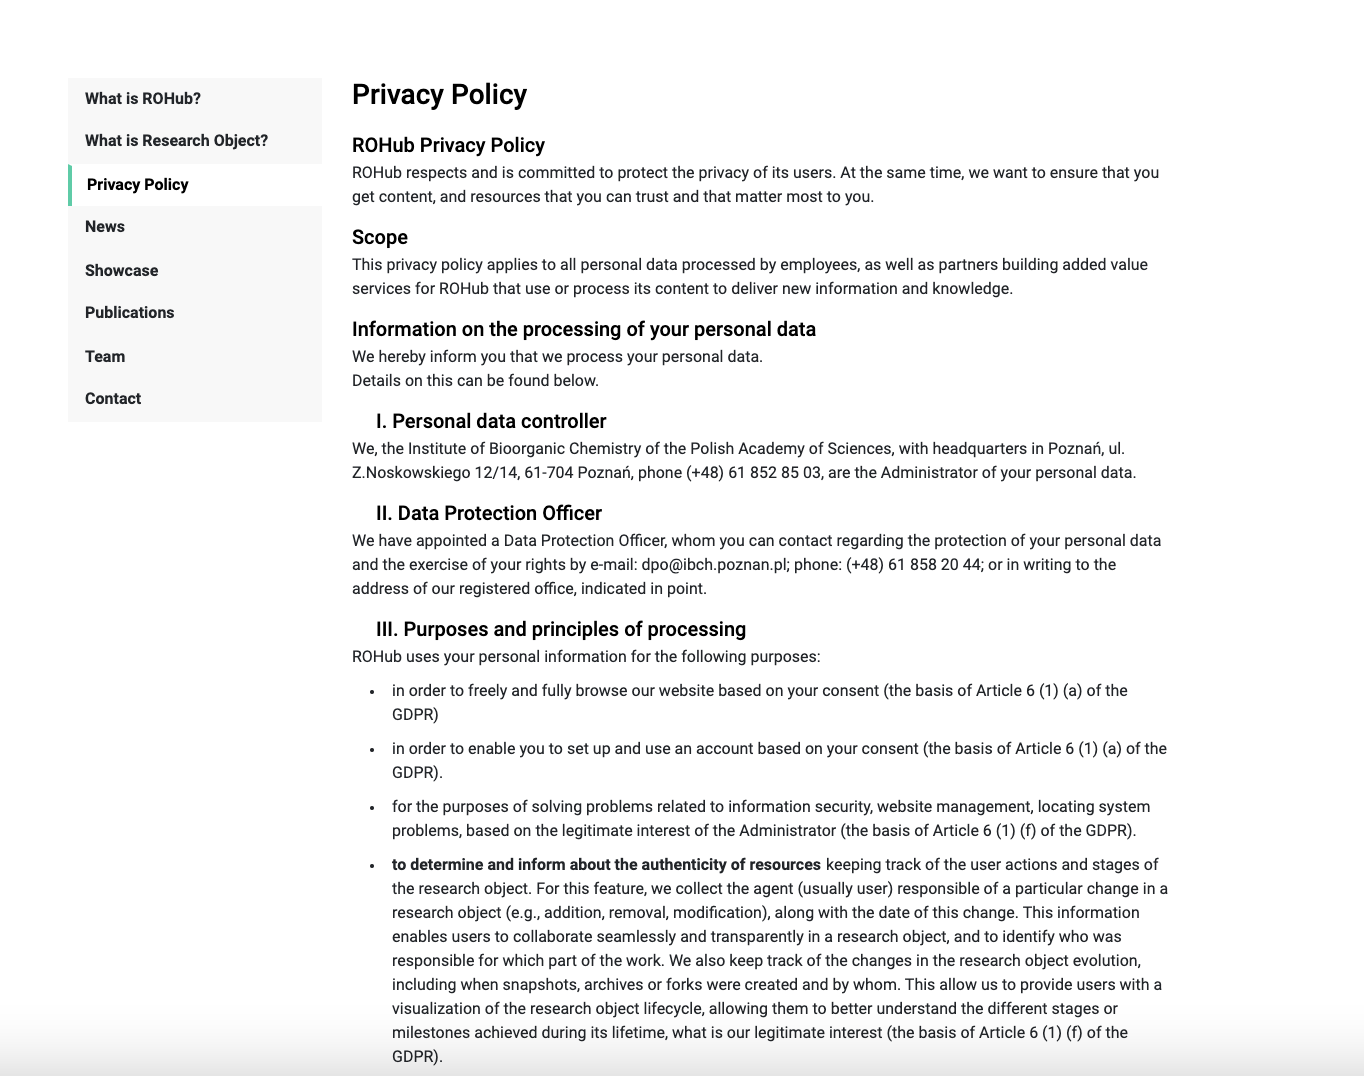 What is ROHub?
What is Research Object?
Privacy Policy
News
Showcase
Publications
Team
Contact
Privacy Policy
ROHub Privacy Policy
ROHub respects and is committed to protect the privacy of its users. At the same time, we want to ensure that you
get content, and resources that you can trust and that matter most to you.
Scope
This privacy policy applies to all personal data processed by employees, as well as partners building added value
services for ROHub that use or process its content to deliver new information and knowledge.
Information on the processing of your personal data
We hereby inform you that we process your personal data.
Details on this can be found below.
I. Personal data controller
We, the Institute of Bioorganic Chemistry of the Polish Academy of Sciences, with headquarters in Poznań, ul.
Z.Noskowskiego 12/14, 61-704 Poznań, phone (+48) 61 852 85 03, are the Administrator of your personal data.
II. Data Protection Officer
We have appointed a Data Protection Officer, whom you can contact regarding the protection of your personal data
and the exercise of your rights by e-mail: dpo@ibch.poznan.pl; phone: (+48) 61 858 20 44; or in writing to the
address of our registered office, indicated in point.
III. Purposes and principles of processing
ROHub uses your personal information for the following purposes:
• in order to freely and fully browse our website based on your consent (the basis of Article 6 (1) (a) of the
GDPR)
• in order to enable you to set up and use an account based on your consent (the basis of Article 6 (1) (a) of the
GDPR).
• for the purposes of solving problems related to information security, website management, locating system
problems, based on the legitimate interest of the Administrator (the basis of Article 6 (1) (f) of the GDPR).
• to determine and inform about the authenticity of resources keeping track of the user actions and stages of
the research object. For this feature, we collect the agent (usually user) responsible of a particular change in a
research object (e.g., addition, removal, modification), along with the date of this change. This information
enables users to collaborate seamlessly and transparently in a research object, and to identify who was
responsible for which part of the work. We also keep track of the changes in the research object evolution,
including when snapshots, archives or forks were created and by whom. This allow us to provide users with a
visualization of the research object lifecycle, allowing them to better understand the different stages or
milestones achieved during its lifetime, what is our legitimate interest (the basis of Article 6 (1) (f) of the
GDPR).